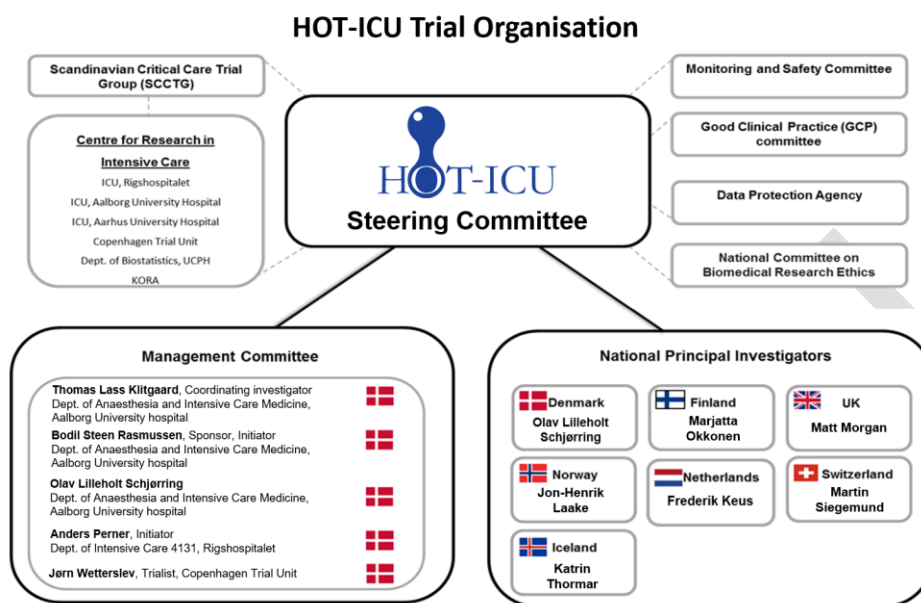 HOT-ICU Trial Organisation
Scandinavian Critical Care Trial
Group (SCCTG)
Centre for Research in
Intensive Care
ICU, Rigshospitalet
ICU, Aalborg University Hospital
ICU, Aarhus University Hospital
Copenhagen Trial Unit
Dept. of Biostatistics, UCPH
KORA
HOT-ICU
Steering Committee
Monitoring and Safety Committee
Good Clinical Practice (GCP)
committee
Data Protection Agency
National Committee on
Biomedical Research Ethics
Management Committee
Thomas Lass Klitgaard, Coordinating investigator
Dept. of Anaesthesia and Intensive Care Medicine,
Aalborg University hospital
Bodil Steen Rasmussen, Sponsor, Initiator
Dept. of Anaesthesia and Intensive Care Medicine,
Aalborg University hospital
Olav Lilleholt Schjørring
Dept. of Anaesthesia and Intensive Care Medicine,
Aalborg University hospital
Anders Perner, Initiator
Dept. of Intensive Care 4131, Rigshospitalet
Jørn Wetterslev, Trialist, Copenhagen Trial Unit
National Principal Investigators
Denmark
Olav Lilleholt
Schjørring
Finland
Marjatta
Okkonen
UK
Matt Morgan
Norway
Jon-Henrik
Laake
Netherlands
Frederik Keus
Switzerland
Martin
Siegemund
Iceland
Katrin
Thormar